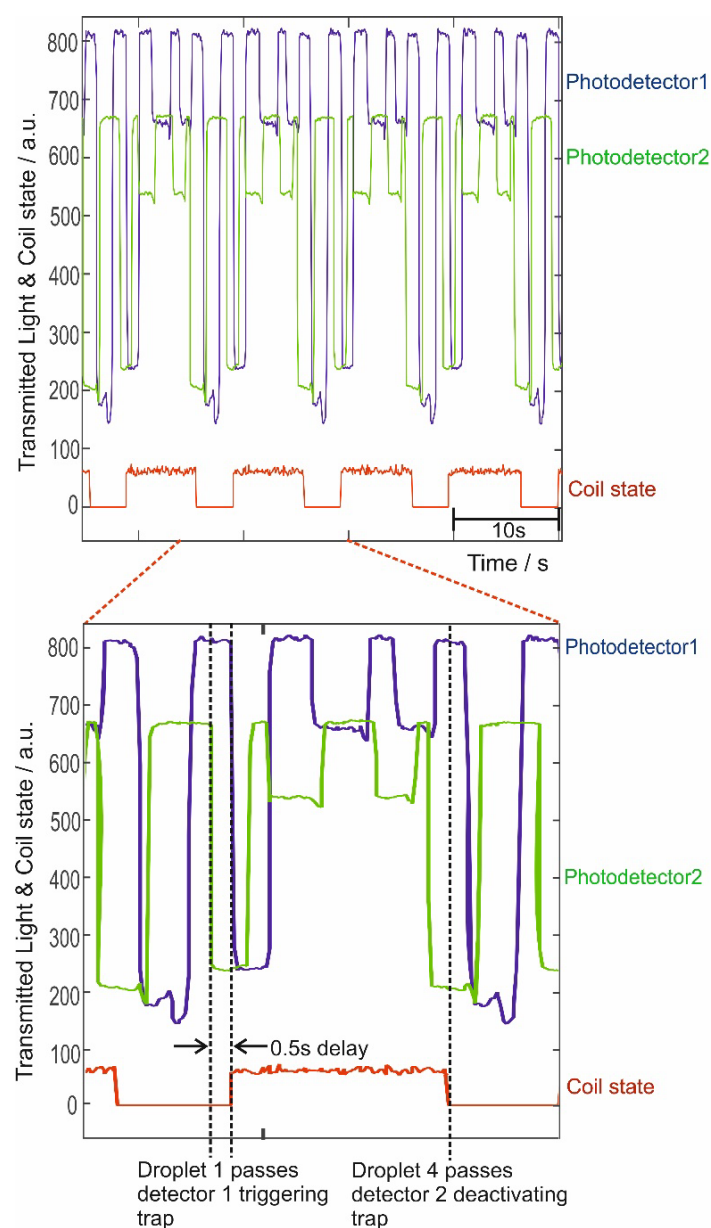 Transmitted Light & Coil state / a.u.
800
700
600
500
400
300
200
100
0
Photodetector1
Photodetector2
Coil state
10s
Time / s
Transmitted Light & Coil state / a.u.
800
700
600
500
400
300
200
100
0
Photodetector1
Photodetector2
0.5s delay
Coil state
Droplet 1 passes
detector 1 triggering
trap
Droplet 4 passes
detector 2 deactivating
trap